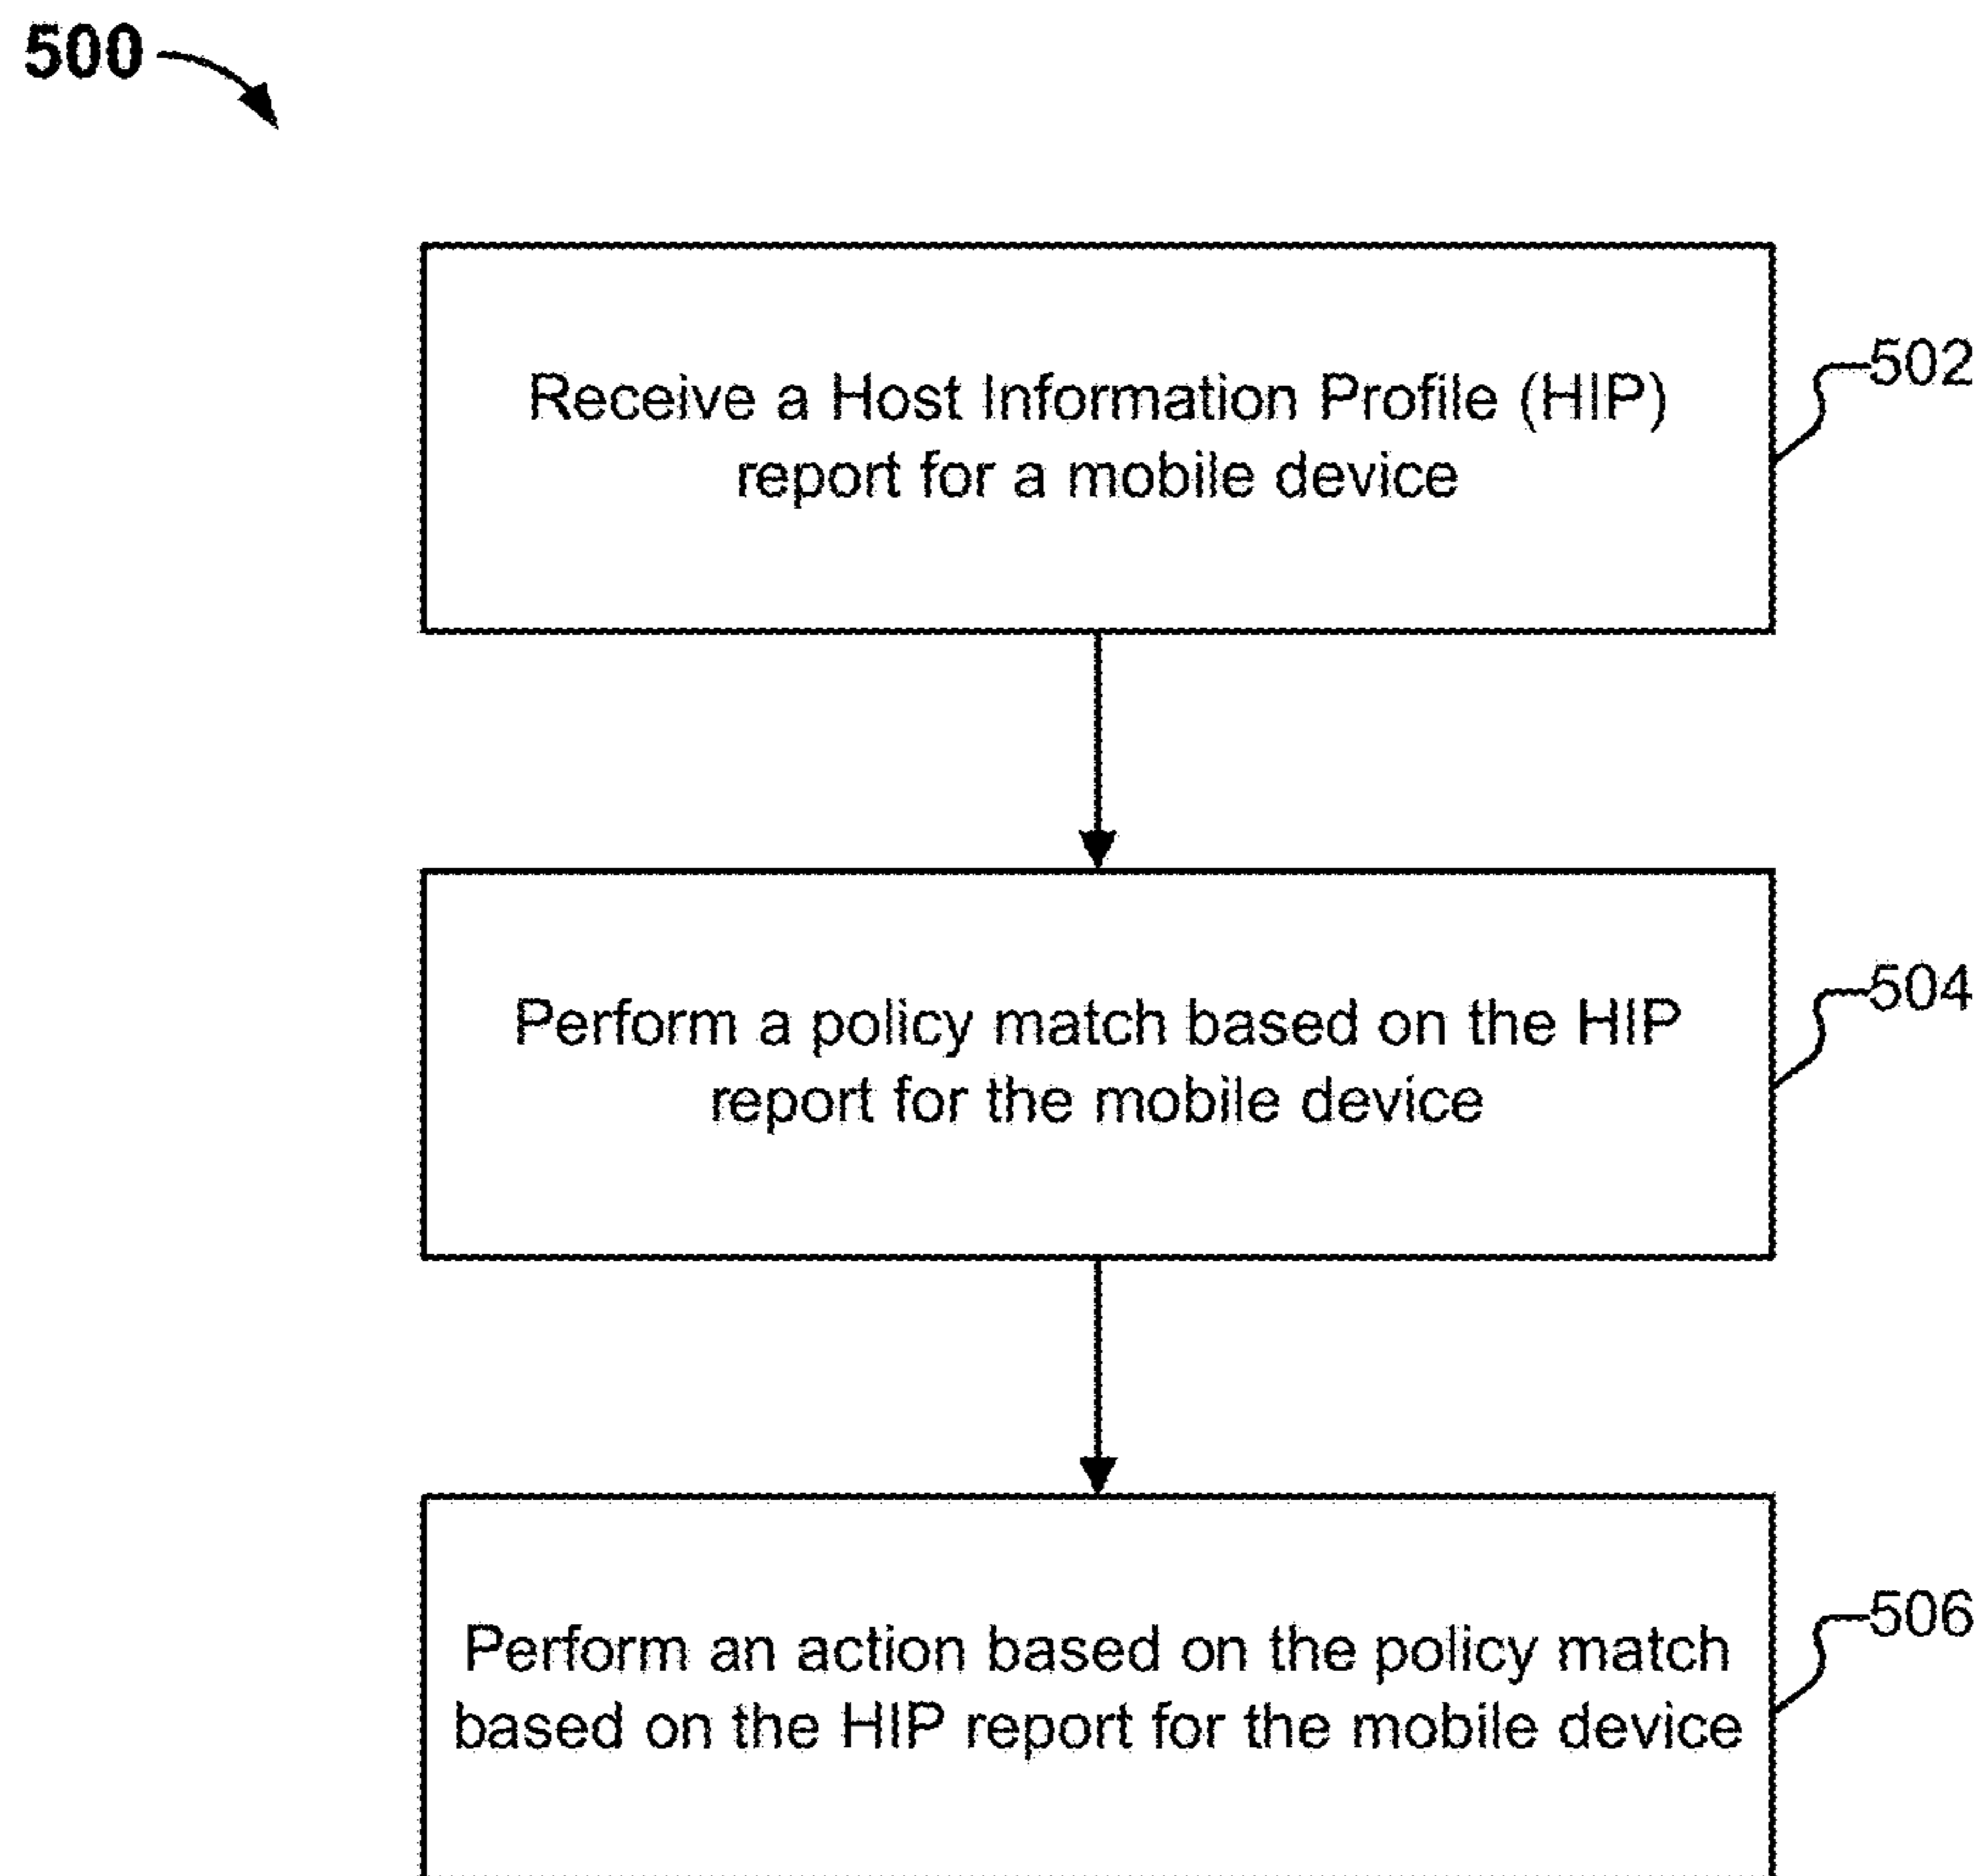 500
Receive a Host Information Profile (HIP)
report for a mobile device
502
Perform a policy match based on the HIP
report for the mobile device
504
Perform an action based on the policy match
based on the HIP report for the mobile device
506